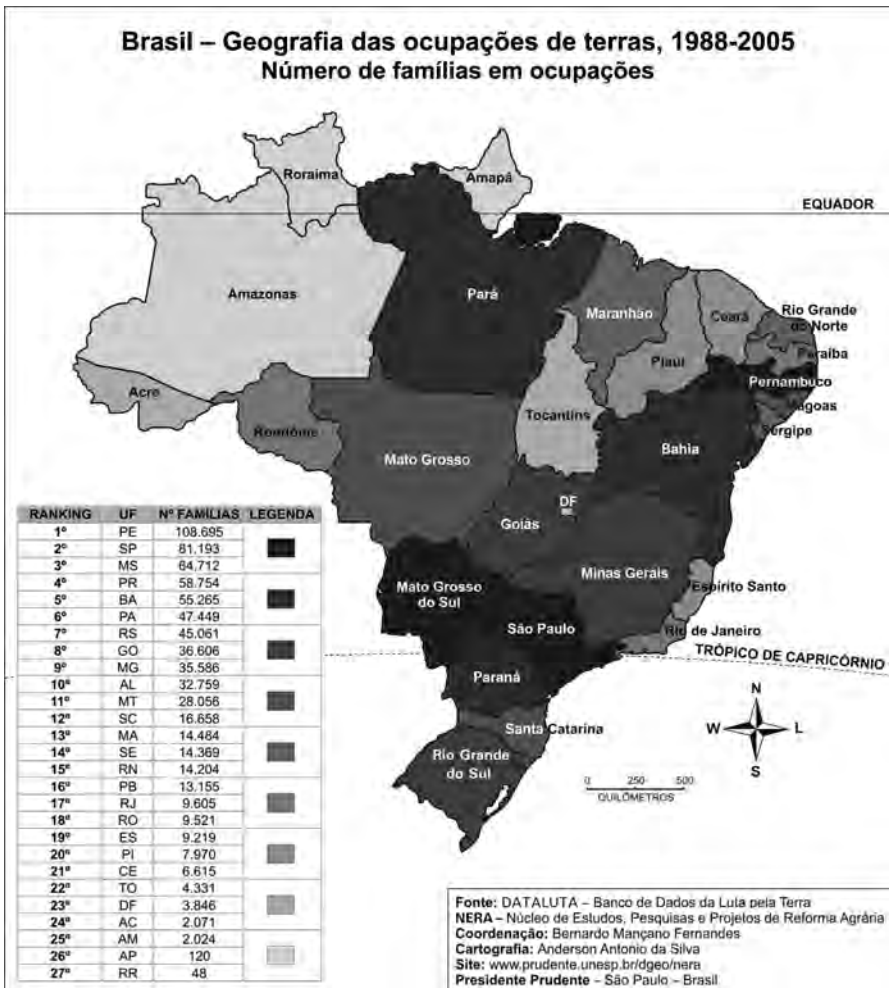 Brasil – Geografia das ocupações de terras, 1988-2005
Número de famílias em ocupações
Roraima
Amapá
EQUADOR
Amazonas
Pará
Maranhão
Ceará
Rio Grande
do Norte
Paraíba
Piauí
Pernambuco
Acre
Alagoas
Tocantins
Sergipe
Rondônia
Bahia
Mato Grosso
DF
Goiás
Minas Gerais
Espírito Santo
Mato Grosso
do Sul
São Paulo
Rio de Janeiro
TRÓPICO DE CAPRICÓRNIO
Paraná
Santa Catarina
Rio Grande
do Sul
N
W L
S
0 250 500
QUILÔMETROS
RANKING UF Nº FAMÍLIAS LEGENDA
1º PE 108.695
2º SP 81.193
3º MS 64.712
4º PR 58.754
5º BA 55.265
6º PA 47.449
7º RS 45.061
8º GO 36.606
9º MG 35.586
10º AL 32.759
11º MT 28.056
12º SC 16.658
13º MA 14.484
14º SE 14.369
15º RN 14.204
16º PB 13.155
17º RJ 9.605
18º RO 9.521
19º ES 9.219
20º PI 7.970
21º CE 6.615
22º TO 4.331
23º DF 3.846
24º AC 2.071
25º AM 2.024
26º AP 120
27º RR 48
Fonte: DATALUTA – Banco de Dados da Luta pela Terra
NERA – Núcleo de Estudos, Pesquisas e Projetos de Reforma Agrária
Coordenação: Bernardo Mançano Fernandes
Cartografia: Anderson Antonio da Silva
Site: www.prudente.unesp.br/dgeo/nera
Presidente Prudente – São Paulo – Brasil